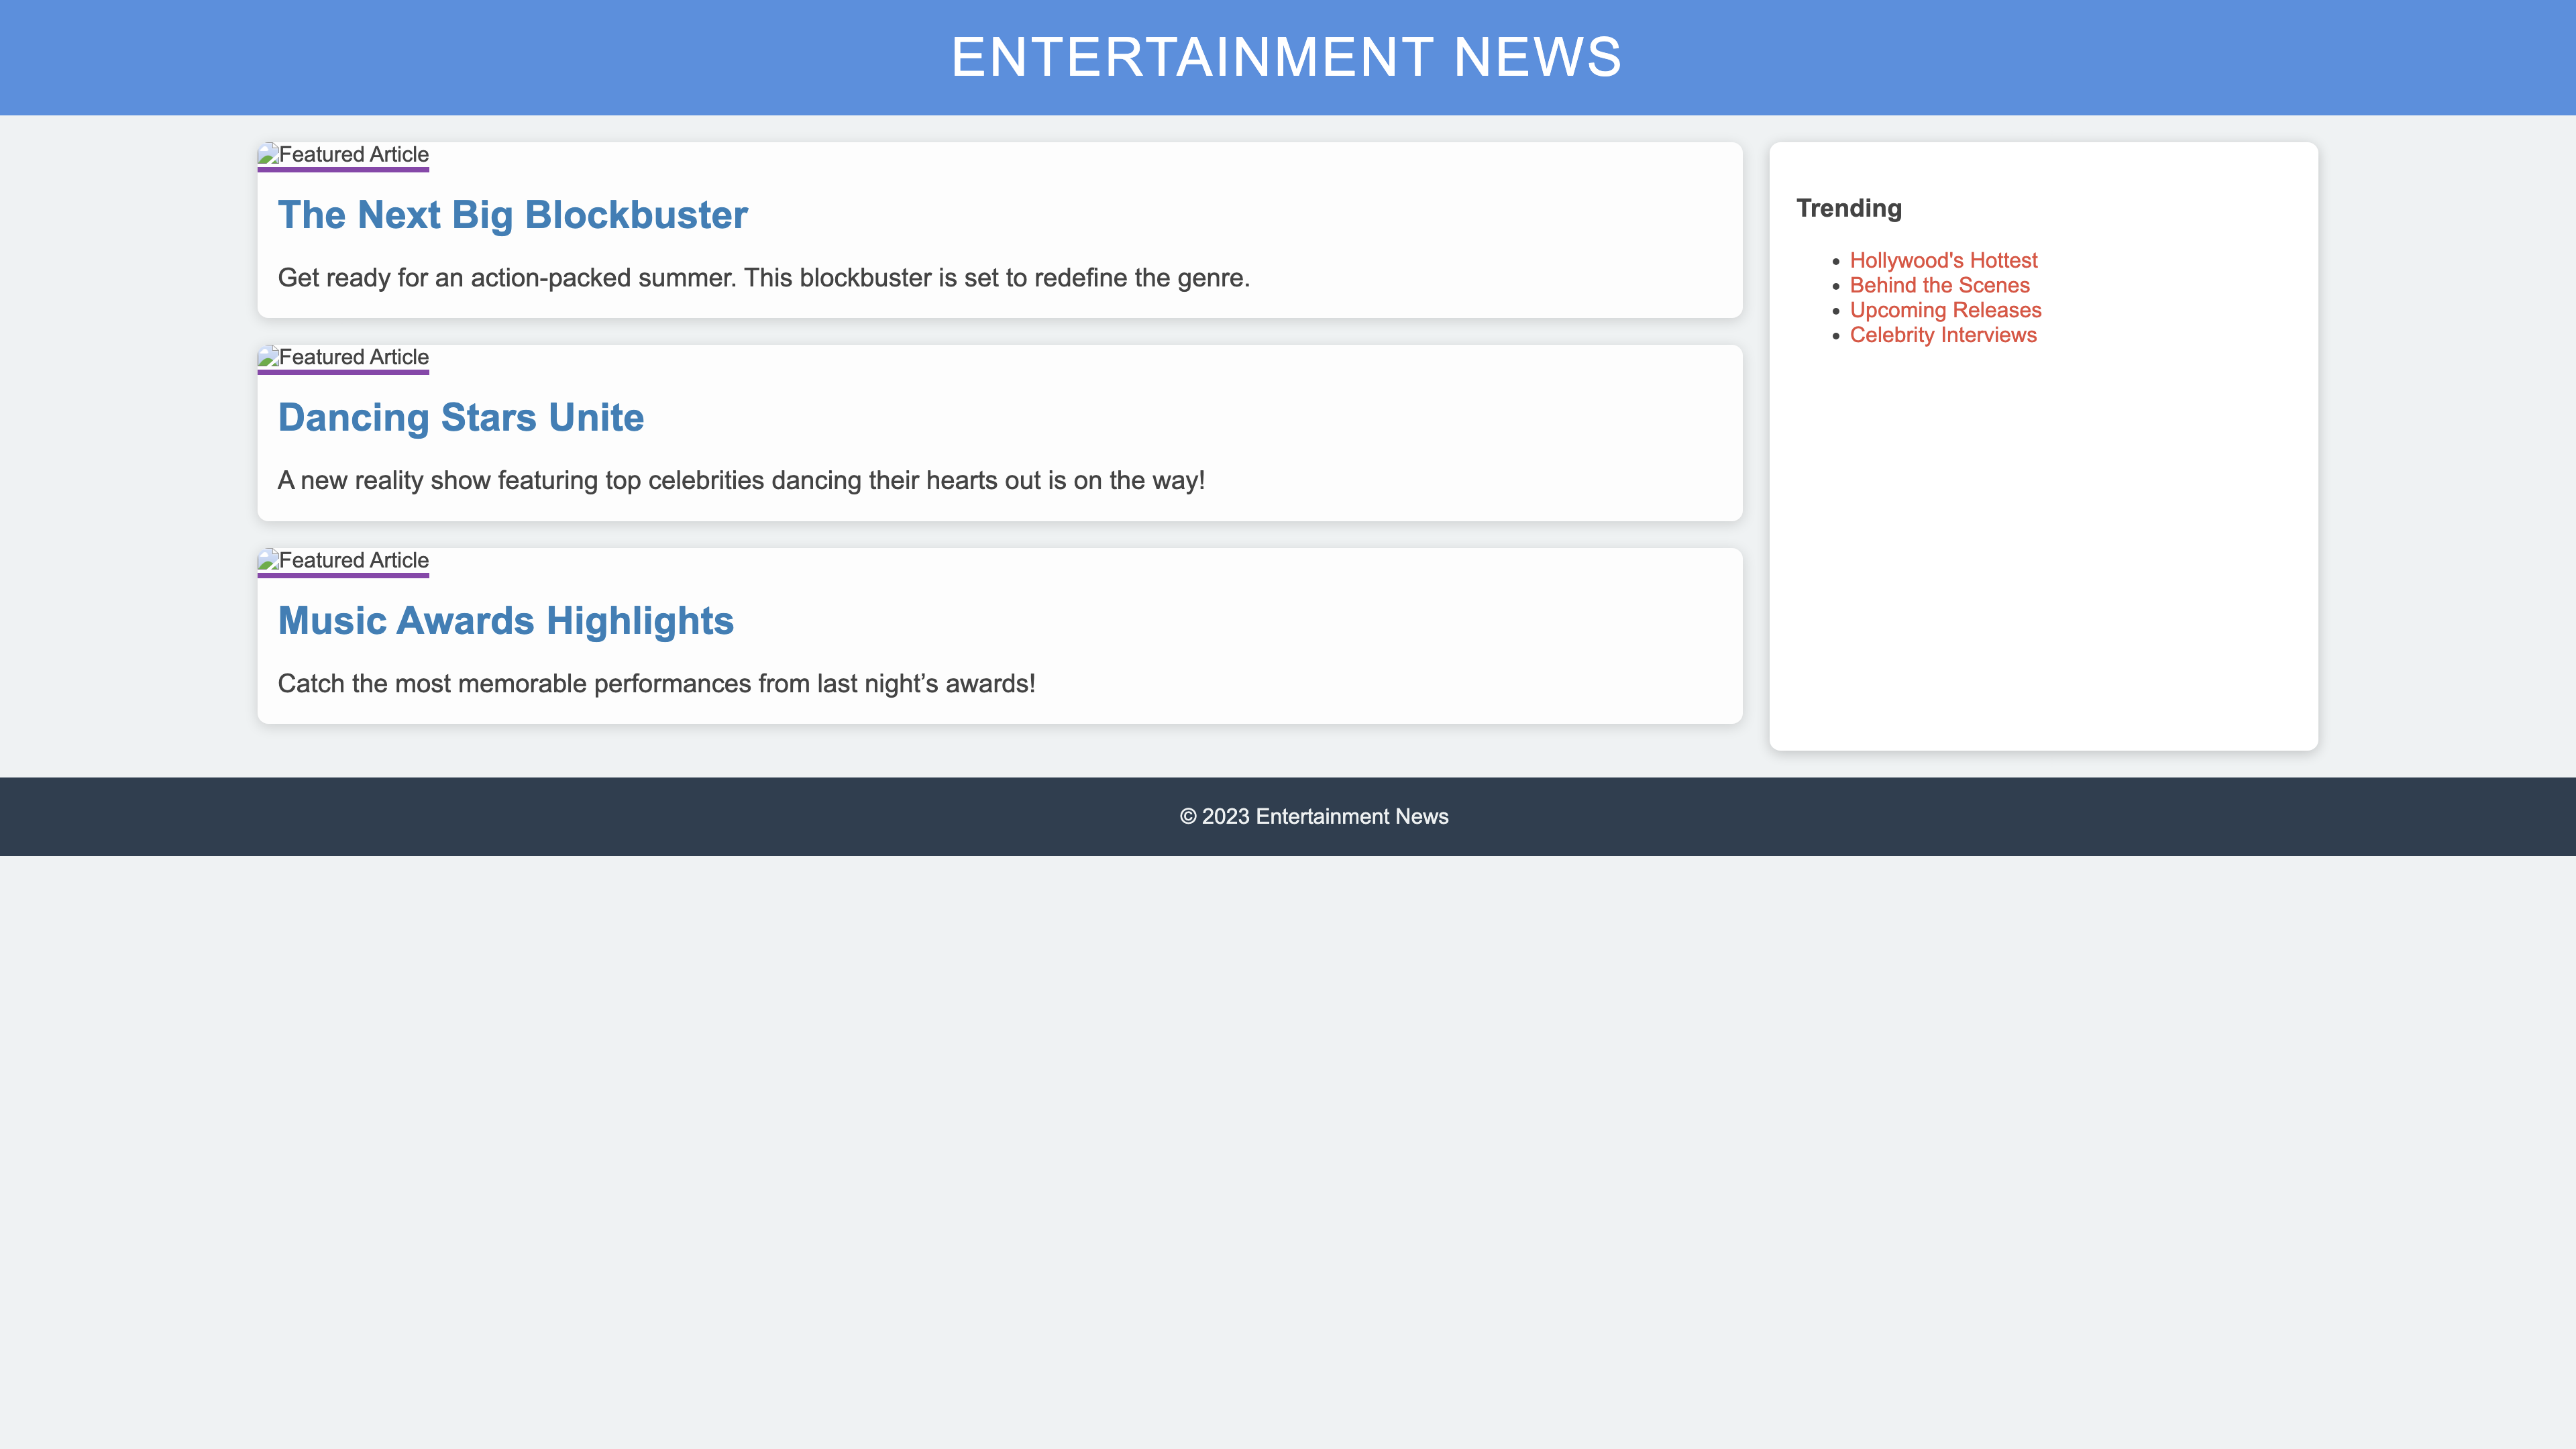 ENTERTAINMENT NEWS
Featured Article
The Next Big Blockbuster
Get ready for an action-packed summer. This blockbuster is set to redefine the genre.
Featured Article
Dancing Stars Unite
A new reality show featuring top celebrities dancing their hearts out is on the way!
Featured Article
Music Awards Highlights
Catch the most memorable performances from last night’s awards!
Trending
Hollywood's Hottest
Behind the Scenes
Upcoming Releases
Celebrity Interviews
© 2023 Entertainment News